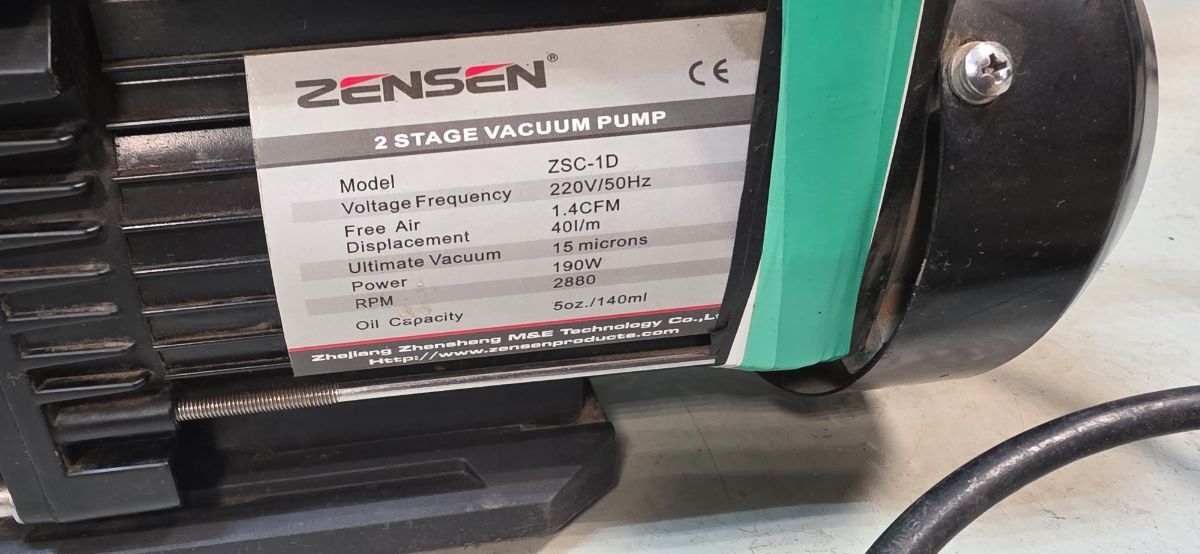 ZENSEN®
CE
2 STAGE VACUUM PUMP
Model ZSC-1D
Voltage Frequency 220V/50Hz
Free Air Displacement 1.4CFM
40l/m
Ultimate Vacuum 15 microns
Power 190W
RPM 2880
Oil Capacity 5oz./140ml
Zhejiang Zhensheng M&E Technology Co.,
Http://www.zensenproducts.com